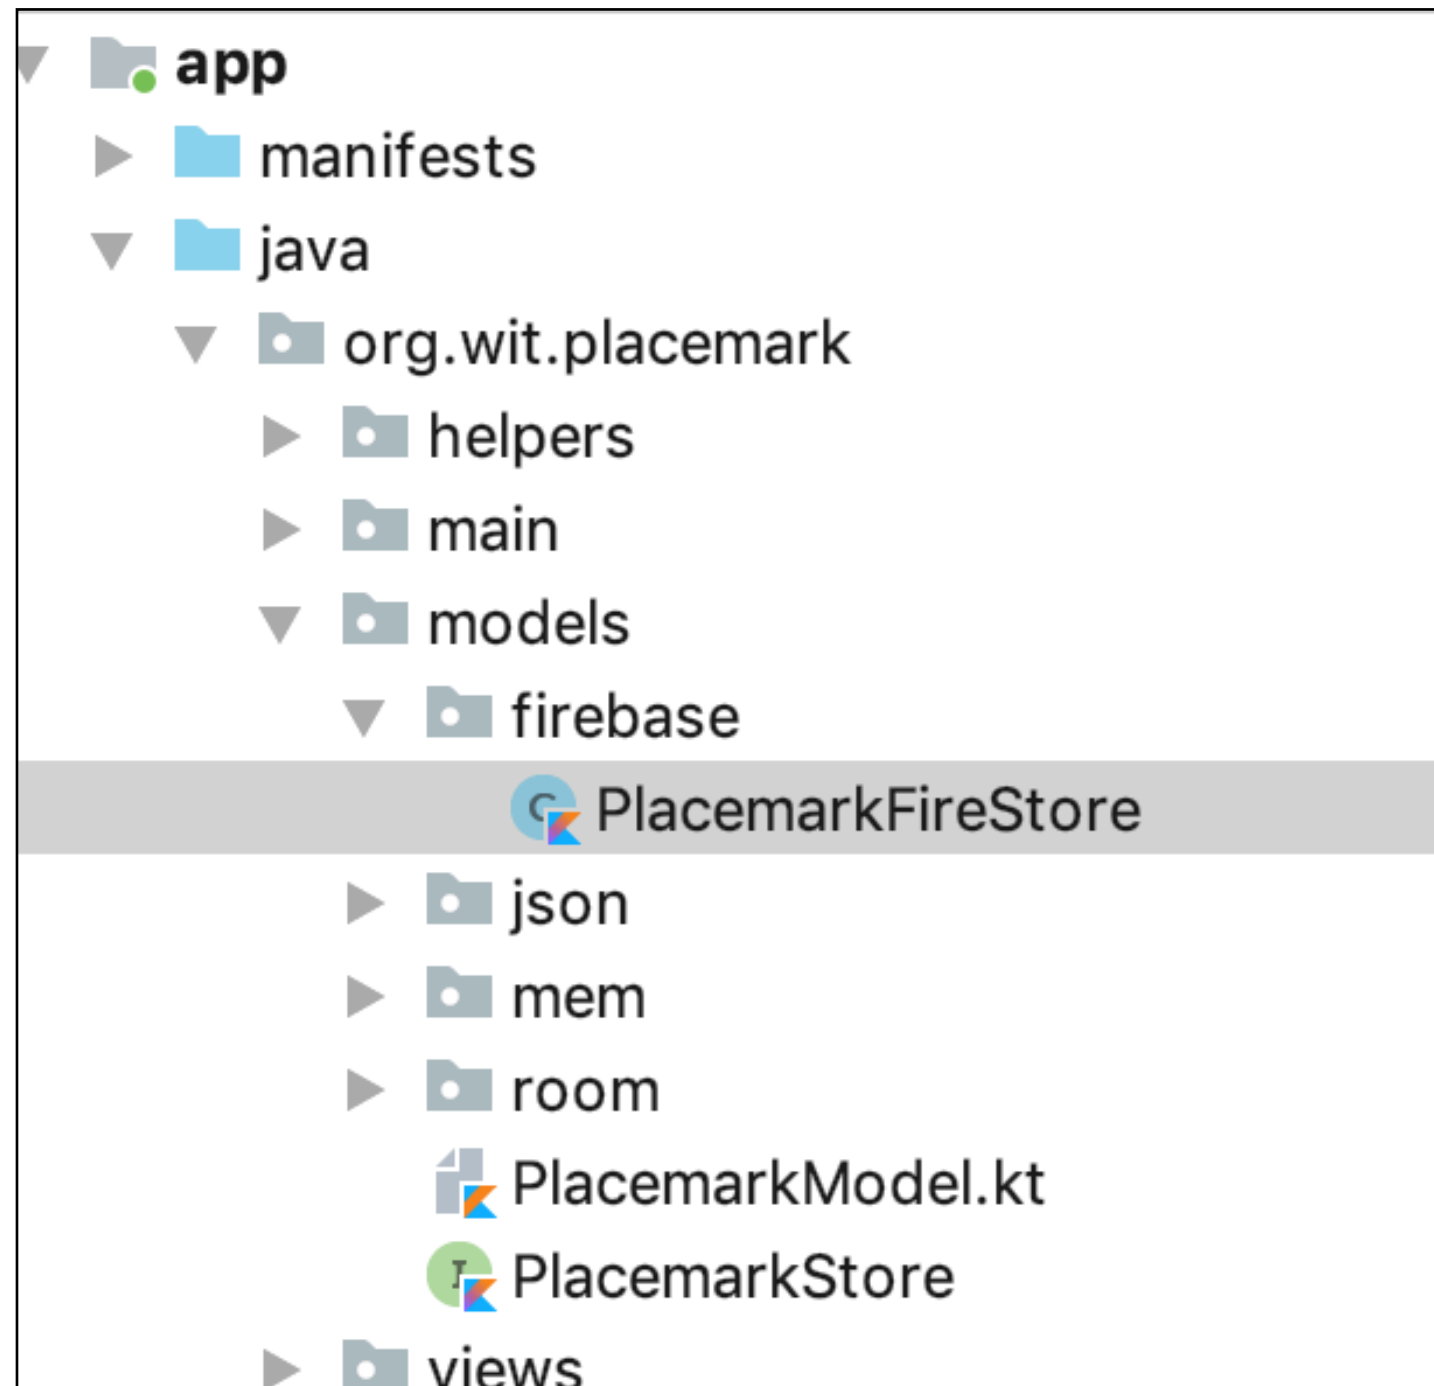 app
manifests
java
org.wit.placemark
helpers
main
models
firebase
PlacemarkFireStore
json
mem
room
PlacemarkModel.kt
PlacemarkStore
views